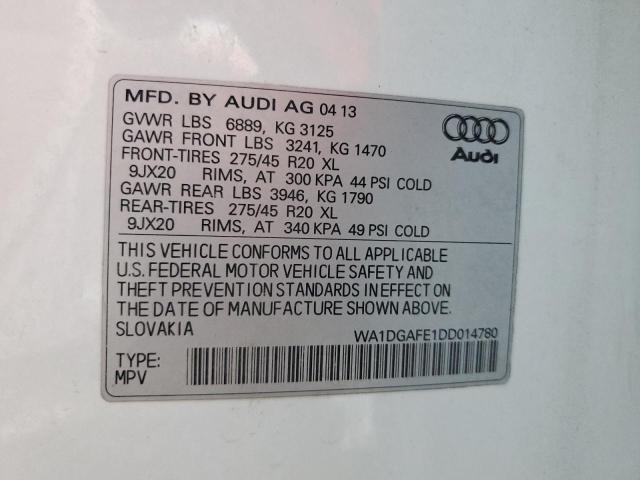 MFD. BY AUDI AG 04 13
GVWR LBS 6889, KG 3125
GAWR FRONT LBS 3241, KG 1470
FRONT-TIRES 275/45 R20 XL
9JX20 RIMS, AT 300 KPA 44 PSI COLD
GAWR REAR LBS 3946, KG 1790
REAR-TIRES 275/45 R20 XL
9JX20 RIMS, AT 340 KPA 49 PSI COLD
Audi
THIS VEHICLE CONFORMS TO ALL APPLICABLE
U.S. FEDERAL MOTOR VEHICLE SAFETY AND
THEFT PREVENTION STANDARDS IN EFFECT ON
THE DATE OF MANUFACTURE SHOWN ABOVE.
SLOVAKIA WA1DGAFE1DD014780
TYPE:
MPV